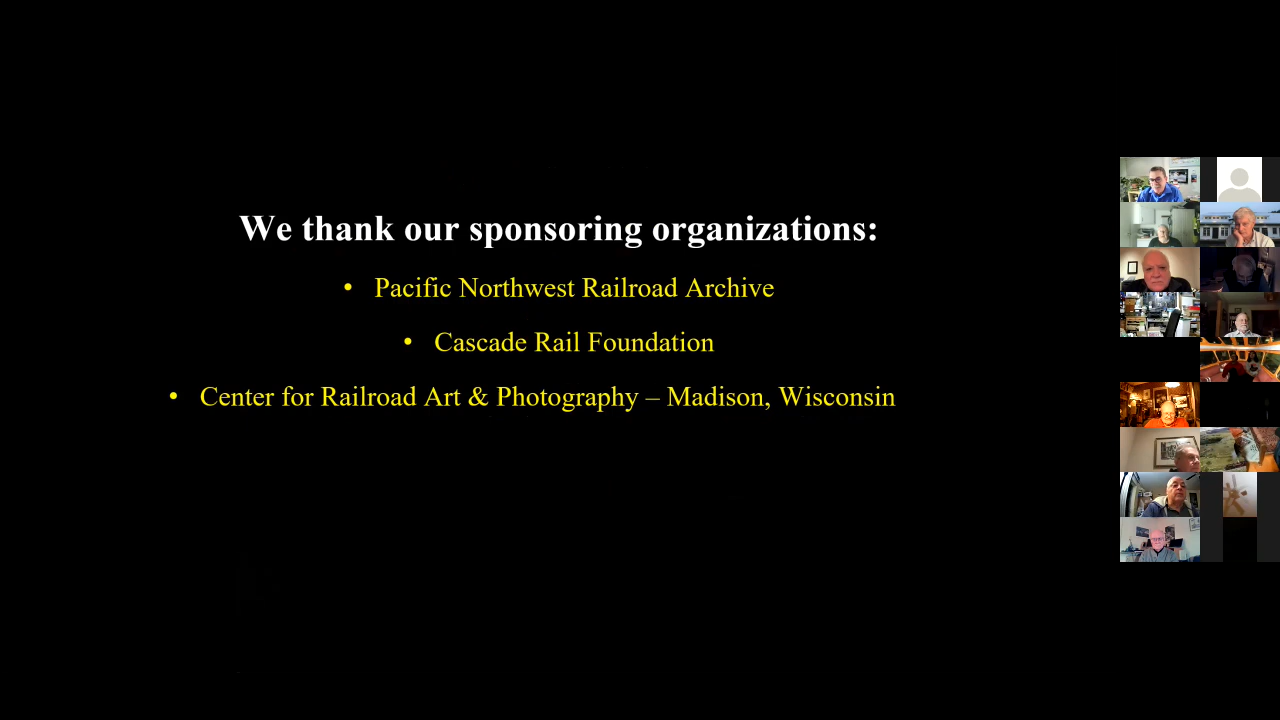 We thank our sponsoring organizations:
• Pacific Northwest Railroad Archive
• Cascade Rail Foundation
• Center for Railroad Art & Photography – Madison, Wisconsin